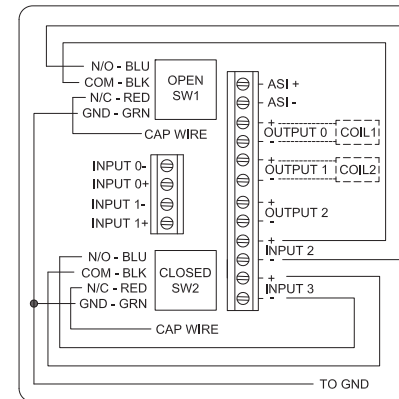 N/O - BLU
COM - BLK
N/C - RED
GND - GRN
CAP WIRE
OPEN
SW1
INPUT 0-
INPUT 0+
INPUT 1-
INPUT 1+
N/O - BLU
COM - BLK
N/C - RED
GND - GRN
CAP WIRE
CLOSED
SW2
ASI +
ASI -
+
OUTPUT 0
-
COIL1
+
OUTPUT 1
-
COIL2
+
OUTPUT 2
-
+
INPUT 2
-
+
INPUT 3
-
TO GND